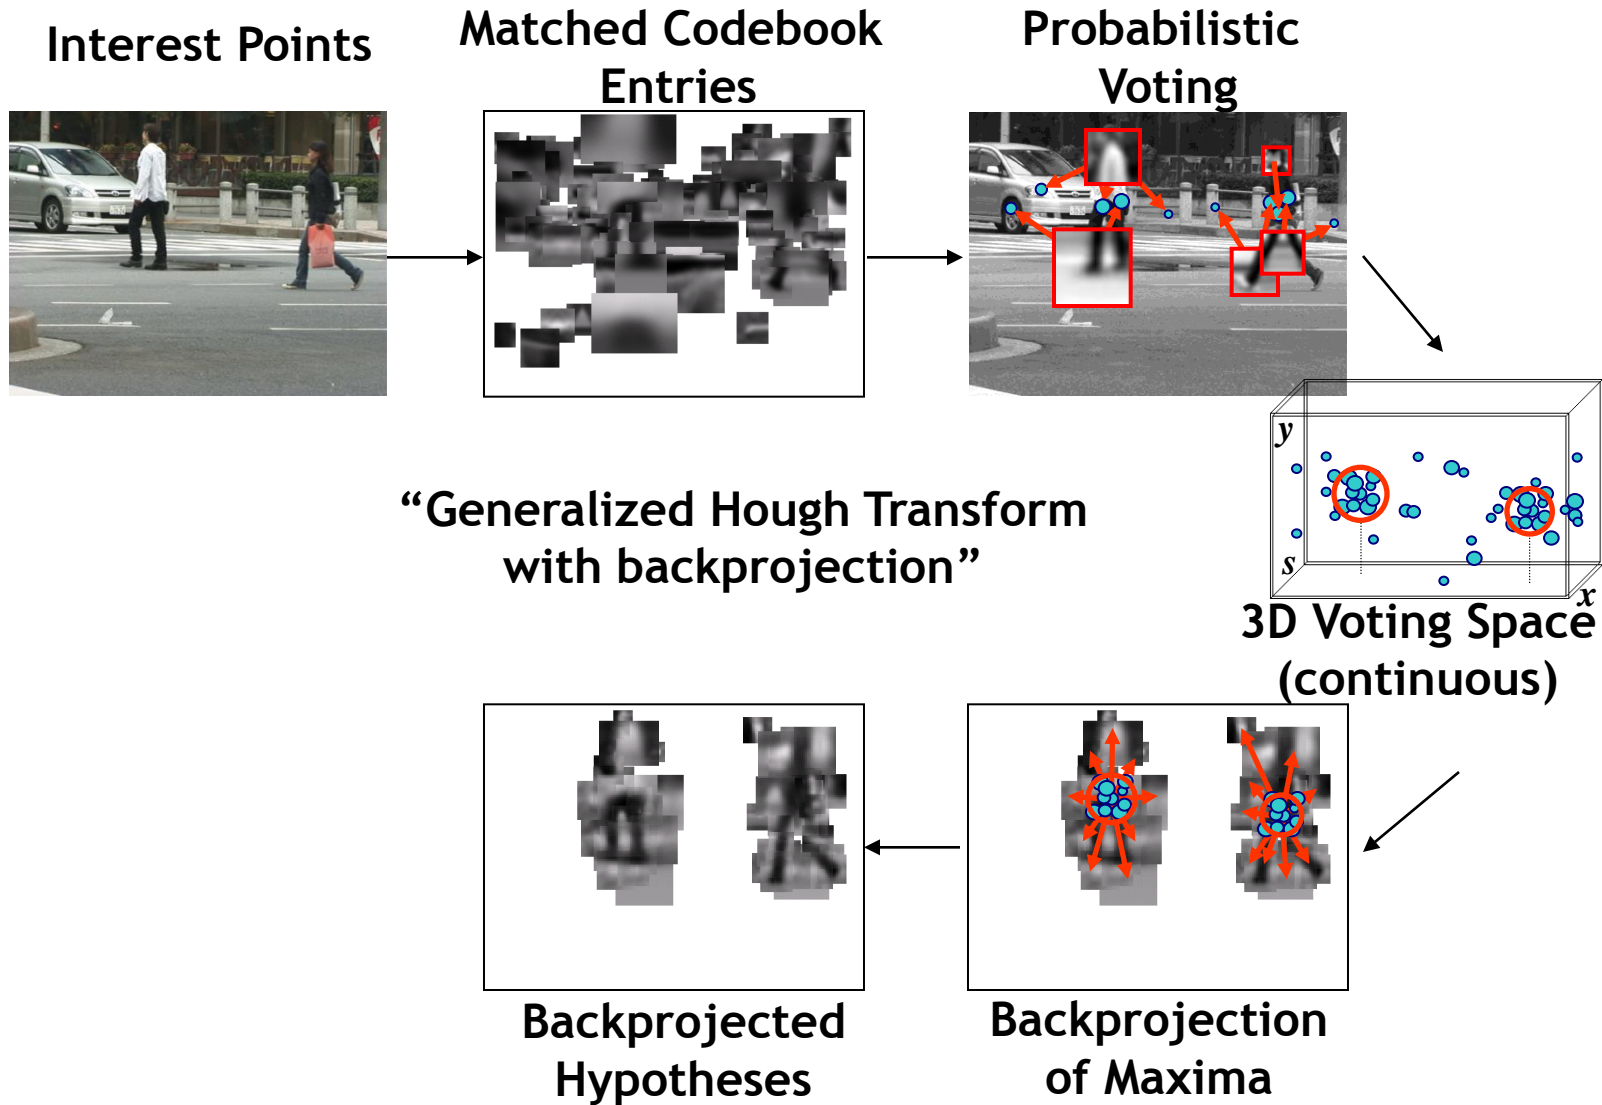 Interest Points
Matched Codebook
Entries
Probabilistic
Voting
y
s
x
3D Voting Space
(continuous)
“Generalized Hough Transform
with backprojection”
Backprojected
Hypotheses
Backprojection
of Maxima